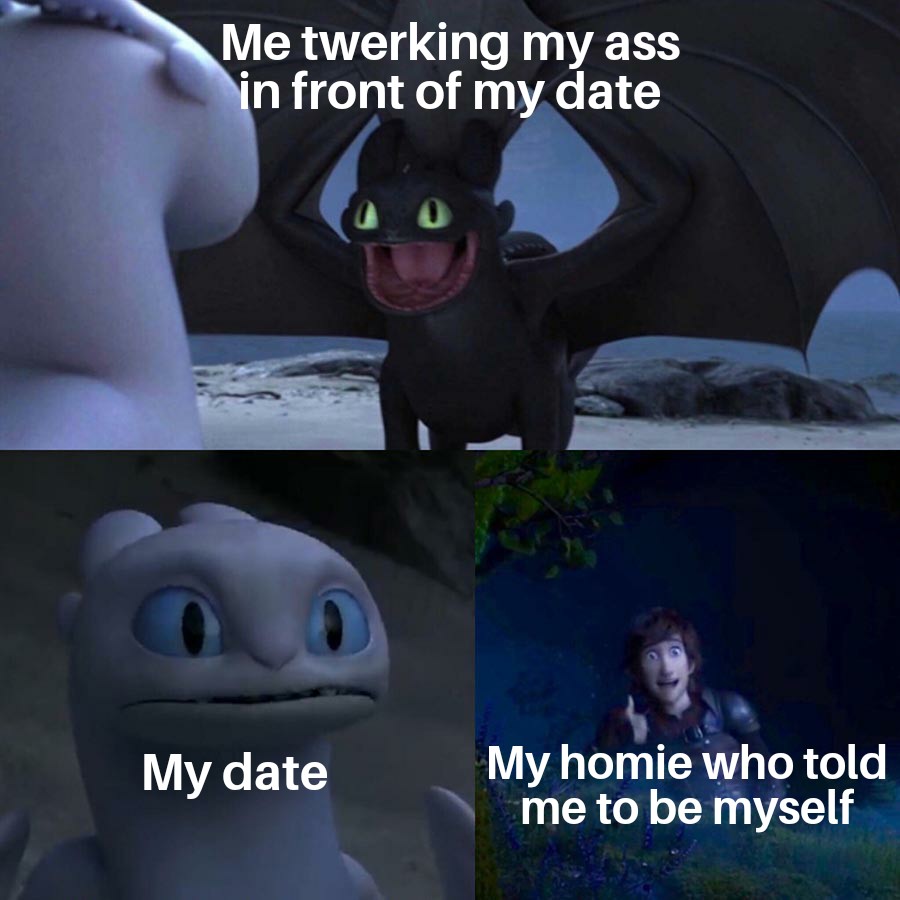 Me twerking my ass
in front of my date
My date
My homie who told
me to be myself